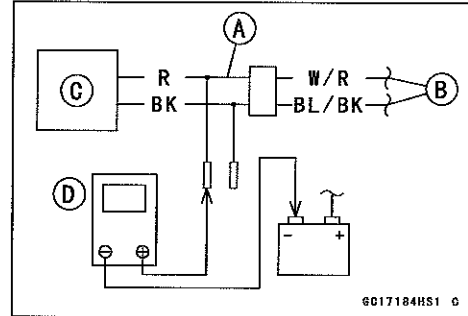 A
C R W/R B
BK BL/BK
D
- +
- +
GC17184HS1 C